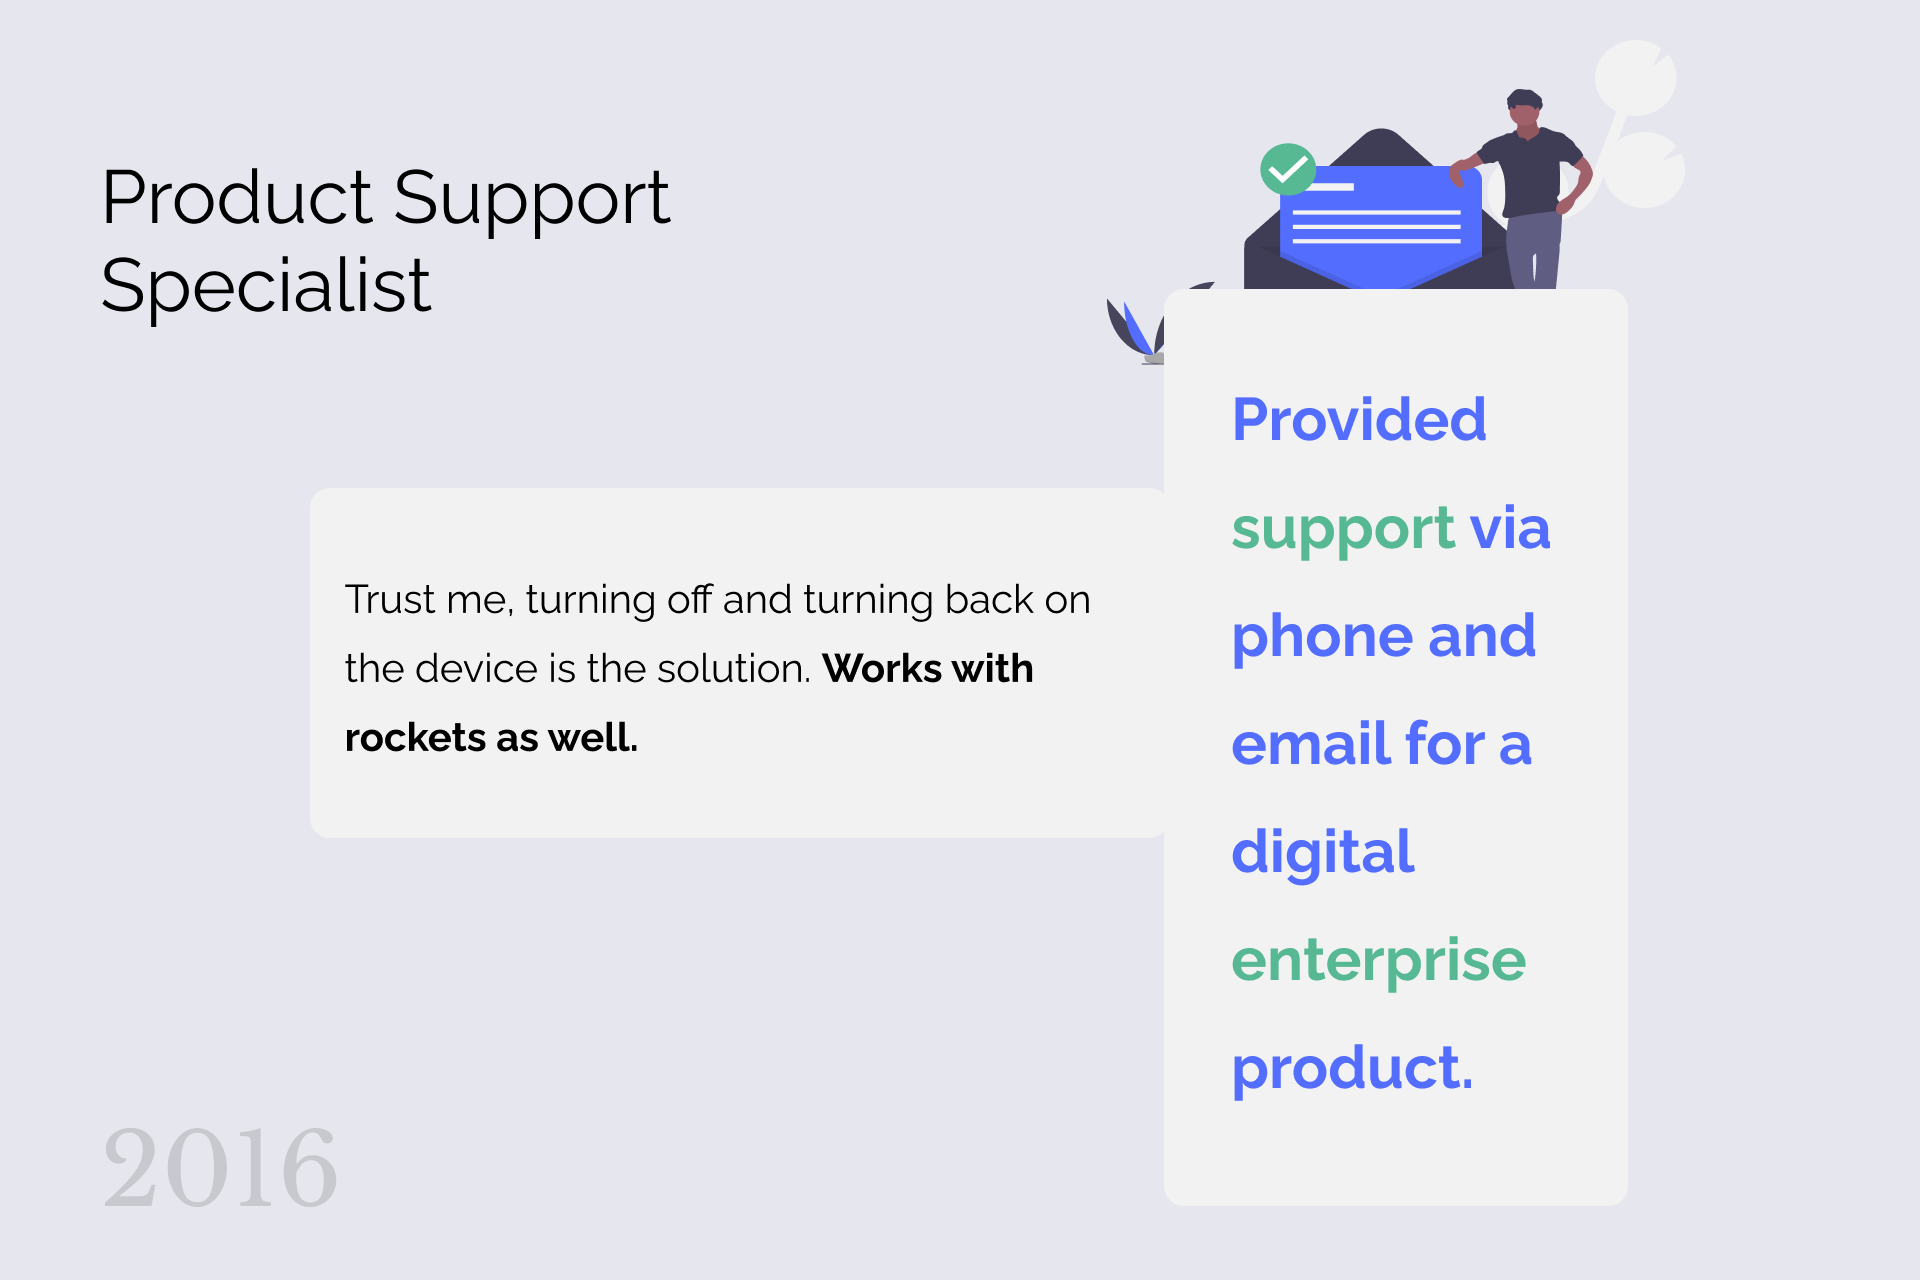 Product Support
Specialist
Trust me, turning off and turning back on
the device is the solution. Works with
rockets as well.
Provided
support via
phone and
email for a
digital
enterprise
product.
2016